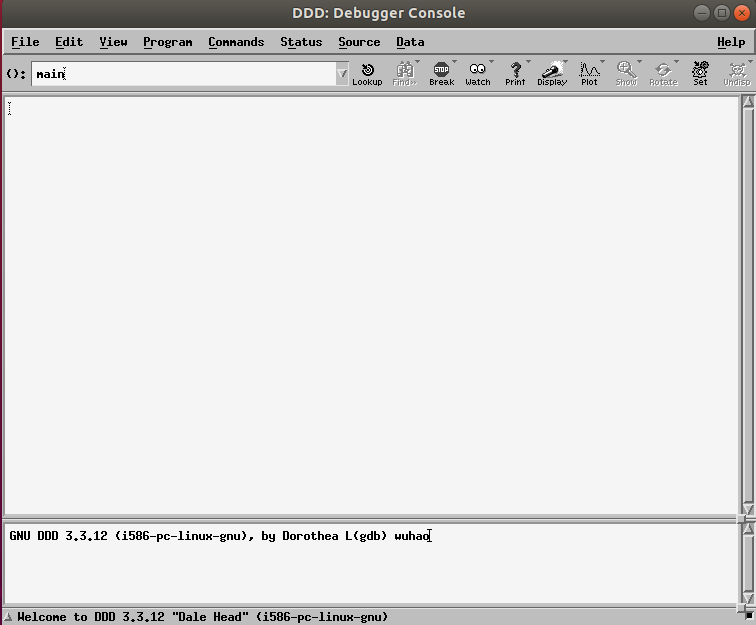 DDD: Debugger Console
File Edit View Program Commands Status Source Data Help
(): main
Lookup Find» Break Watch Print Display Plot Show Rotate Set Undisp
STOP
GNU DDD 3.3.12 (i586-pc-linux-gnu), by Dorothea L(gdb) wuhao
Welcome to DDD 3.3.12 "Dale Head" (i586-pc-linux-gnu)